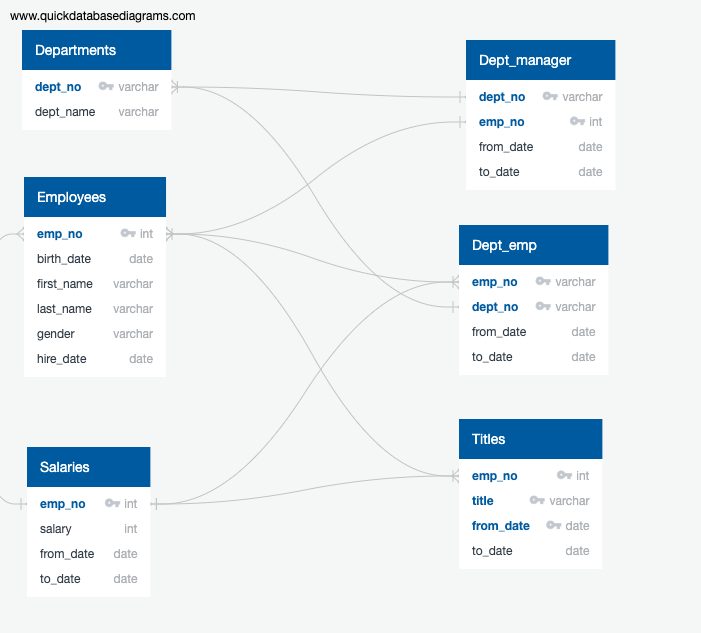 www.quickdatabasediagrams.com
Departments
dept_no varchar
dept_name varchar
Employees
emp_no int
birth_date date
first_name varchar
last_name varchar
gender varchar
hire_date date
Salaries
emp_no int
salary int
from_date date
to_date date
Dept_manager
dept_no varchar
emp_no int
from_date date
to_date date
Dept_emp
emp_no varchar
dept_no varchar
from_date date
to_date date
Titles
emp_no int
title varchar
from_date date
to_date date